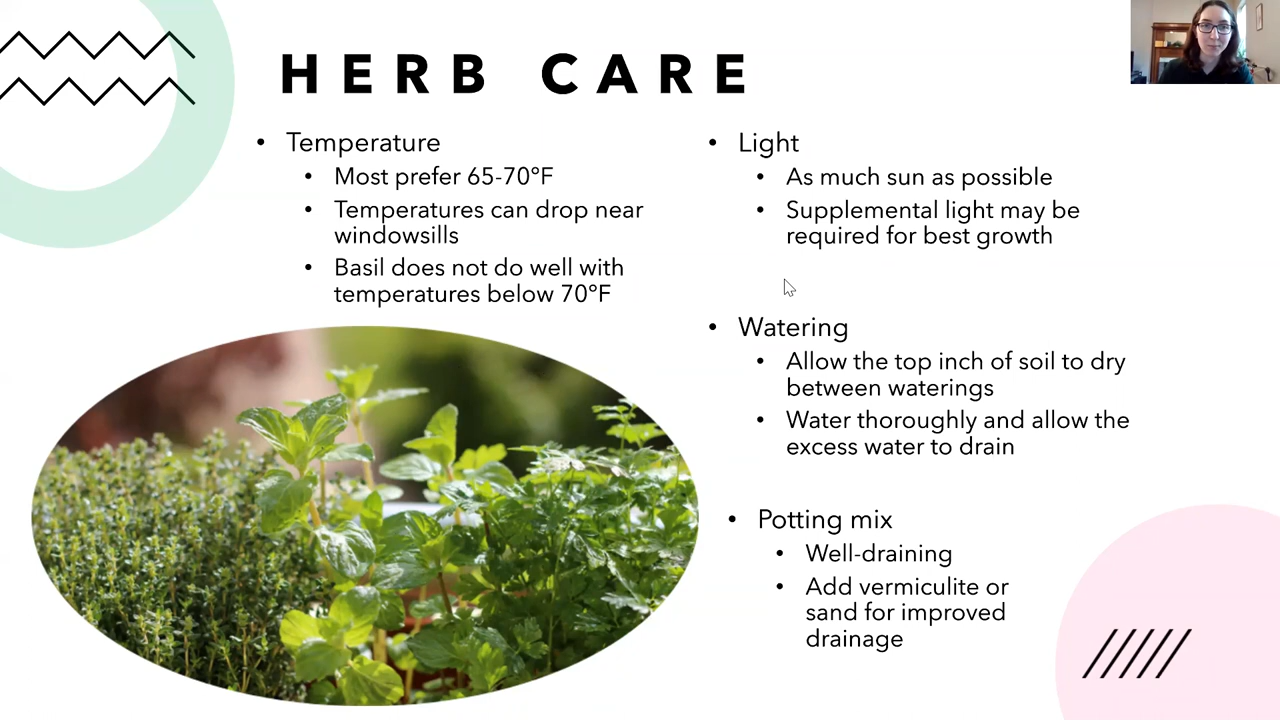 HERB CARE
• Temperature
• Most prefer 65-70°F
• Temperatures can drop near
windowsills
• Basil does not do well with
temperatures below 70°F
• Light
• As much sun as possible
• Supplemental light may be
required for best growth
• Watering
• Allow the top inch of soil to dry
between waterings
• Water thoroughly and allow the
excess water to drain
• Potting mix
• Well-draining
• Add vermiculite or
sand for improved
drainage